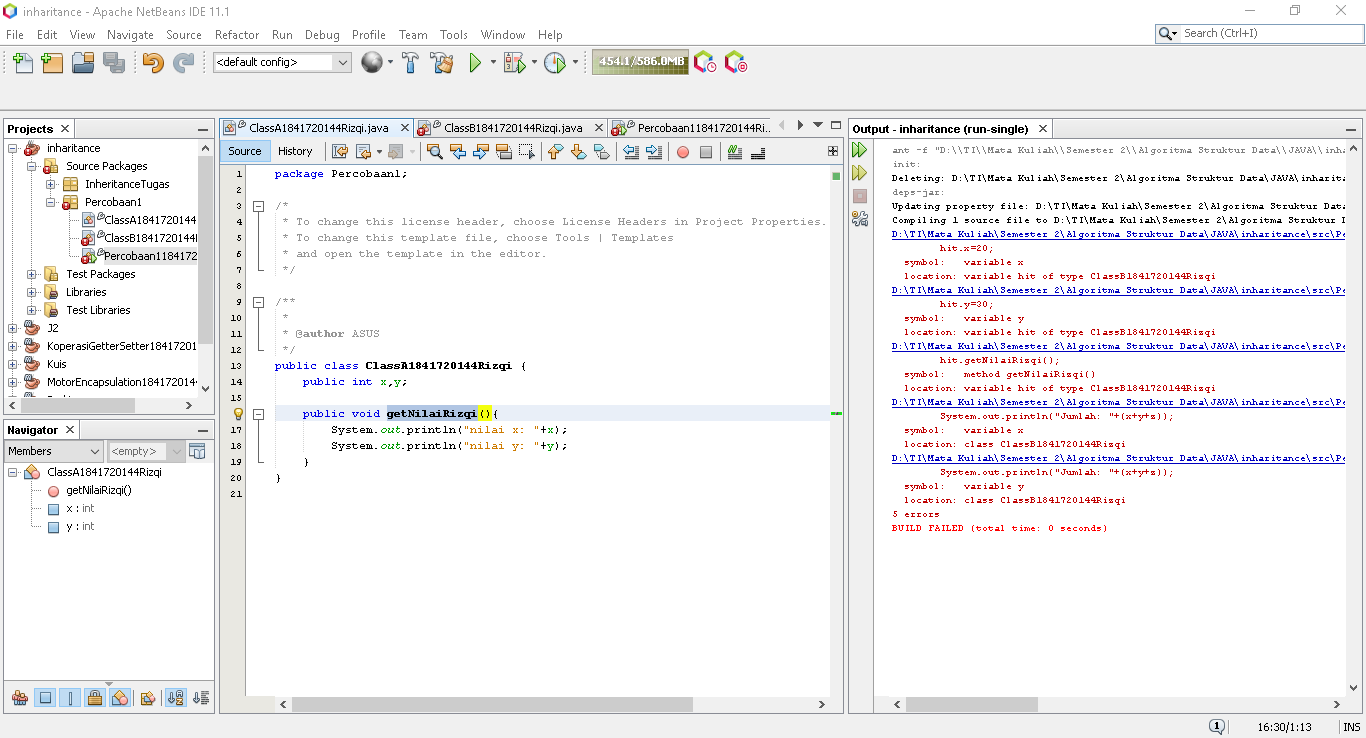 inharitance - Apache NetBeans IDE 11.1
File Edit View Navigate Source Refactor Run Debug Profile Team Tools Window Help
Search (Ctrl+I)
<default config>
454.1/586.0MB
Projects
inheritance
Source Packages
InheritanceTugas
Percobaan1
ClassA1841720144
ClassB1841720144
Percobaan1184172
Test Packages
Libraries
Test Libraries
J2
KoperasiGetterSetter1841720
Kuis
MotorEncapsulation184172014
Navigator
Members
<empty>
ClassA1841720144Rizqi
getNilaiRizqi()
x : int
y : int
ClassA1841720144Rizqi.java
ClassB1841720144Rizqi.java
Percobaan11841720144Ri...
Source History
1 package Percobaan1;
2
3 /*
4 * To change this license header, choose License Headers in Project Properties.
5 * To change this template file, choose Tools | Templates
6 * and open the template in the editor.
7 */
8
9 /**
10 *
11 * @author ASUS
12 */
13 public class ClassA1841720144Rizqi {
14 public int x,y;
15
public void getNilaiRizqi(){
17 System.out.println("nilai x: "+x);
18 System.out.println("nilai y: "+y);
19 }
20 }
21
Output - inheritance (run-single)
ant -f "D:\\TI\\Mata Kuliah\\Semester 2\\Algoritma Struktur Data\\JAVA\\inha
init:
Deleting: D:\TI\Mata Kuliah\Semester 2\Algoritma Struktur Data\JAVA\inharita
deps-jar:
Updating property file: D:\TI\Mata Kuliah\Semester 2\Algoritma Struktur Data
Compiling 1 source file to D:\TI\Mata Kuliah\Semester 2\Algoritma Struktur
D:\TI\Mata Kuliah\Semester 2\Algoritma Struktur Data\JAVA\inharitance\src\Pe
hit.x=20;
symbol: variable x
location: variable hit of type ClassB1841720144Rizqi
D:\TI\Mata Kuliah\Semester 2\Algoritma Struktur Data\JAVA\inharitance\src\Pe
hit.y=30;
symbol: variable y
location: variable hit of type ClassB1841720144Rizqi
D:\TI\Mata Kuliah\Semester 2\Algoritma Struktur Data\JAVA\inharitance\src\Pe
hit.getNilaiRizqi();
symbol: method getNilaiRizqi()
location: variable hit of type ClassB1841720144Rizqi
D:\TI\Mata Kuliah\Semester 2\Algoritma Struktur Data\JAVA\inharitance\src\Pe
System.out.println("Jumlah: "+(x+y+z));
symbol: variable x
location: class ClassB1841720144Rizqi
D:\TI\Mata Kuliah\Semester 2\Algoritma Struktur Data\JAVA\inharitance\src\Pe
System.out.println("Jumlah: "+(x+y+z));
symbol: variable y
location: class ClassB1841720144Rizqi
5 errors
BUILD FAILED (total time: 0 seconds)
1
16:30/1:13
INS